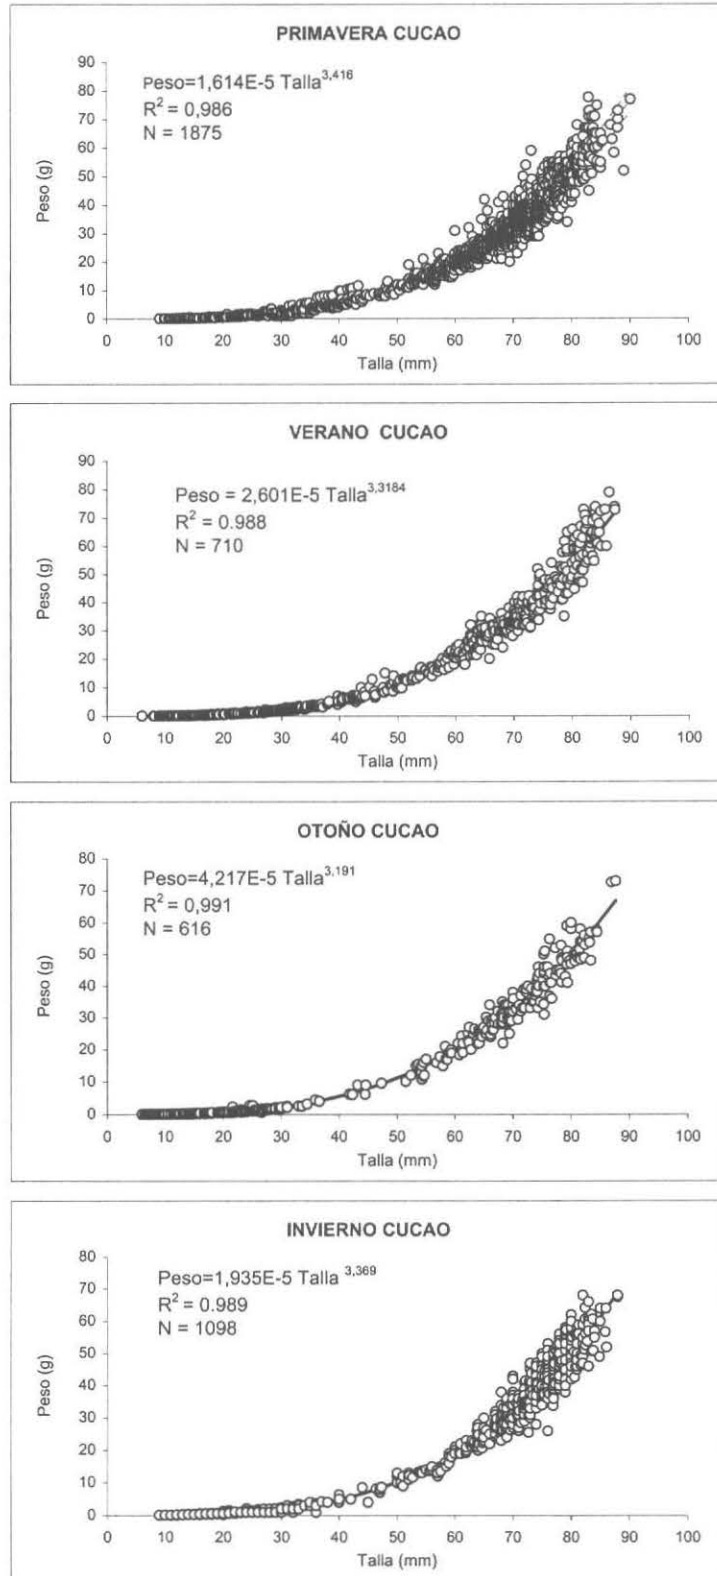 PRIMAVERA CUCAO
Peso=1,614E-5 Talla^3,416
R² = 0,986
N = 1875
Peso (g)
90
80
70
60
50
40
30
20
10
0
0 10 20 30 40 50 60 70 80 90 100
Talla (mm)
VERANO CUCAO
Peso = 2,601E-5 Talla^3,3184
R² = 0.988
N = 710
Peso (g)
90
80
70
60
50
40
30
20
10
0
0 10 20 30 40 50 60 70 80 90 100
Talla (mm)
OTOÑO CUCAO
Peso=4,217E-5 Talla^3,191
R² = 0,991
N = 616
Peso (g)
80
70
60
50
40
30
20
10
0
0 10 20 30 40 50 60 70 80 90 100
Talla (mm)
INVIERNO CUCAO
Peso=1,935E-5 Talla ^3,369
R² = 0.989
N = 1098
Peso (g)
80
70
60
50
40
30
20
10
0
0 10 20 30 40 50 60 70 80 90 100
Talla (mm)